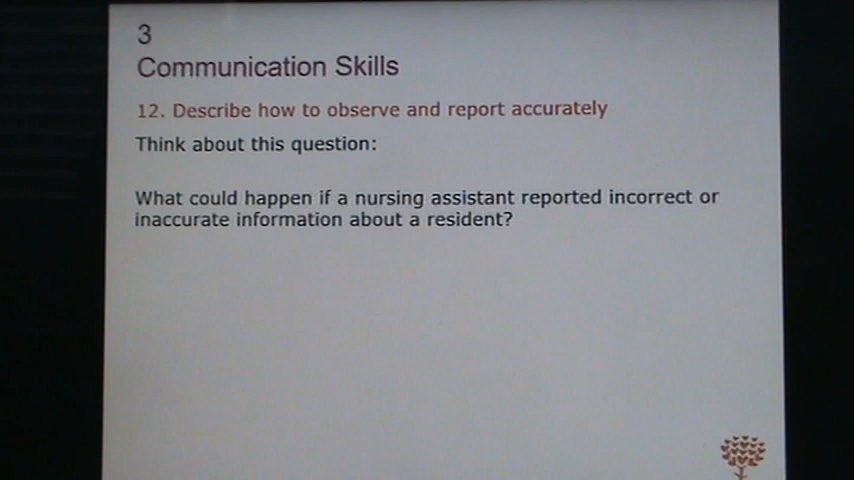 3
Communication Skills
12. Describe how to observe and report accurately
Think about this question:
What could happen if a nursing assistant reported incorrect or
inaccurate information about a resident?